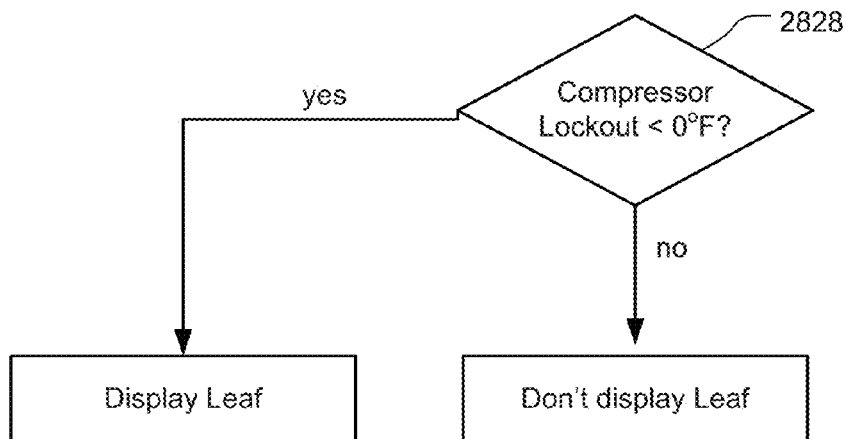 2828
Compressor
Lockout < 0°F?
yes
no
Display Leaf
Don't display Leaf